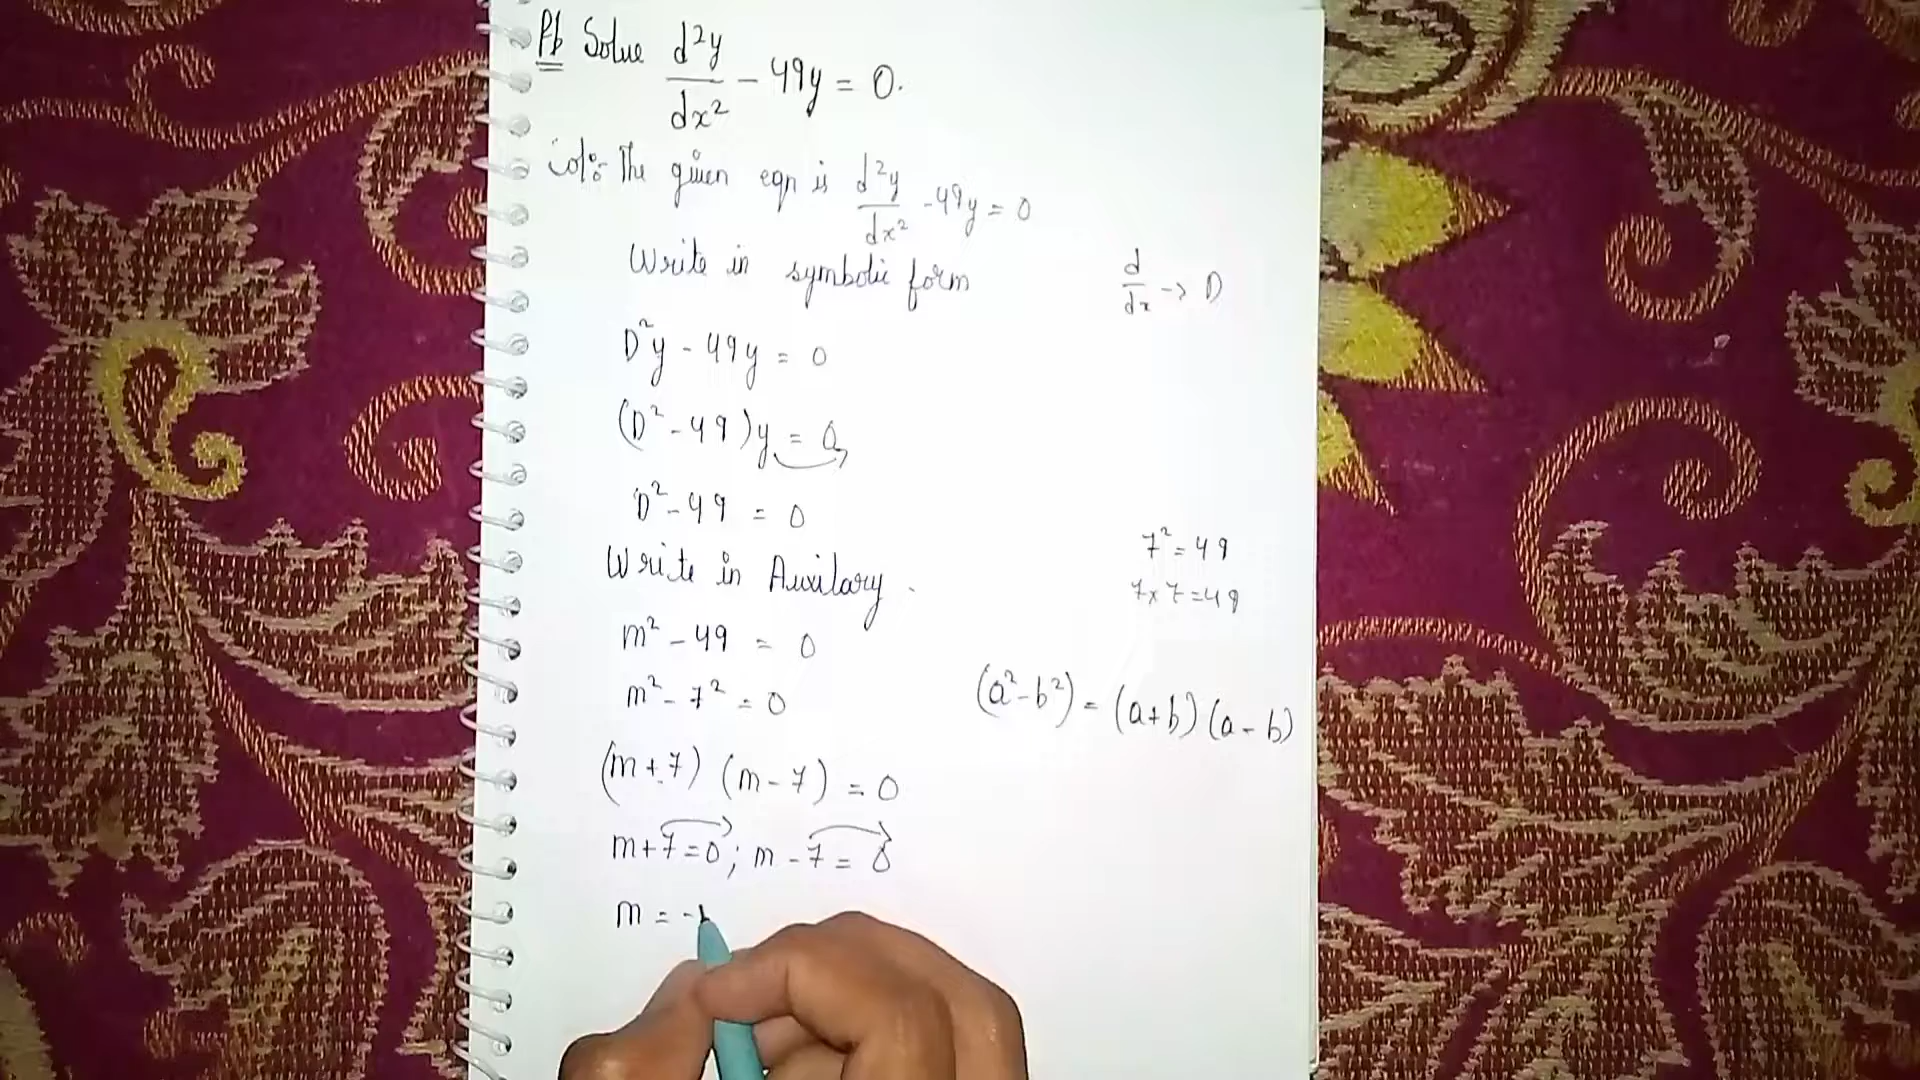 Pb Solve d²y/dx² - 49y = 0.
Sol:- The given eqn is d²y/dx² - 49y = 0
Write in symbolic form
d/dx → D
D²y - 49y = 0
(D² - 49)y = 0
D² - 49 = 0
7² = 49
Write in Auxilary .
7x7 = 49
m² - 49 = 0
m² - 7² = 0
(a² - b²) = (a+b) (a - b)
(m + 7) (m - 7) = 0
m + 7 = 0 ; m - 7 = 0
m = -